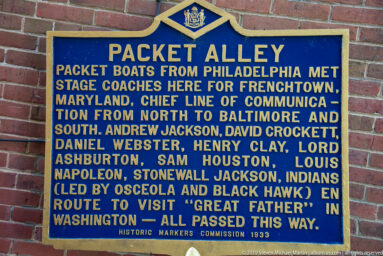 PACKET ALLEY
PACKET BOATS FROM PHILADELPHIA MET
STAGE COACHES HERE FOR FRENCHTOWN,
MARYLAND. CHIEF LINE OF COMMUNICA-
TION FROM NORTH TO BALTIMORE AND
SOUTH. ANDREW JACKSON, DAVID CROCKETT,
DANIEL WEBSTER, HENRY CLAY, LORD
ASHBURTON, SAM HOUSTON, LOUIS
NAPOLEON, STONEWALL JACKSON, INDIANS
(LED BY OSCEOLA AND BLACK HAWK) EN
ROUTE TO VISIT "GREAT FATHER" IN
WASHINGTON — ALL PASSED THIS WAY.
HISTORIC MARKERS COMMISSION 1933